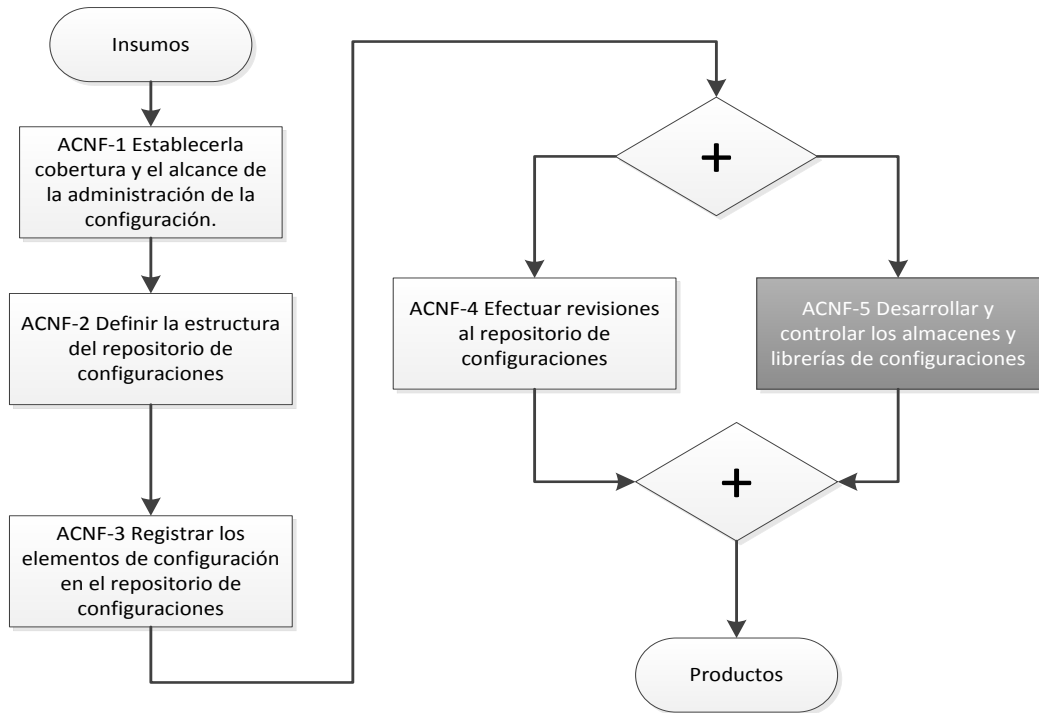 Insumos
ACNF-1 Establecerla
cobertura y el alcance de
la administración de la
configuración.
ACNF-2 Definir la estructura
del repositorio de
configuraciones
ACNF-3 Registrar los
elementos de configuración
en el repositorio de
configuraciones
+
ACNF-4 Efectuar revisiones
al repositorio de
configuraciones
ACNF-5 Desarrollar y
controlar los almacenes y
librerías de configuraciones
+
Productos